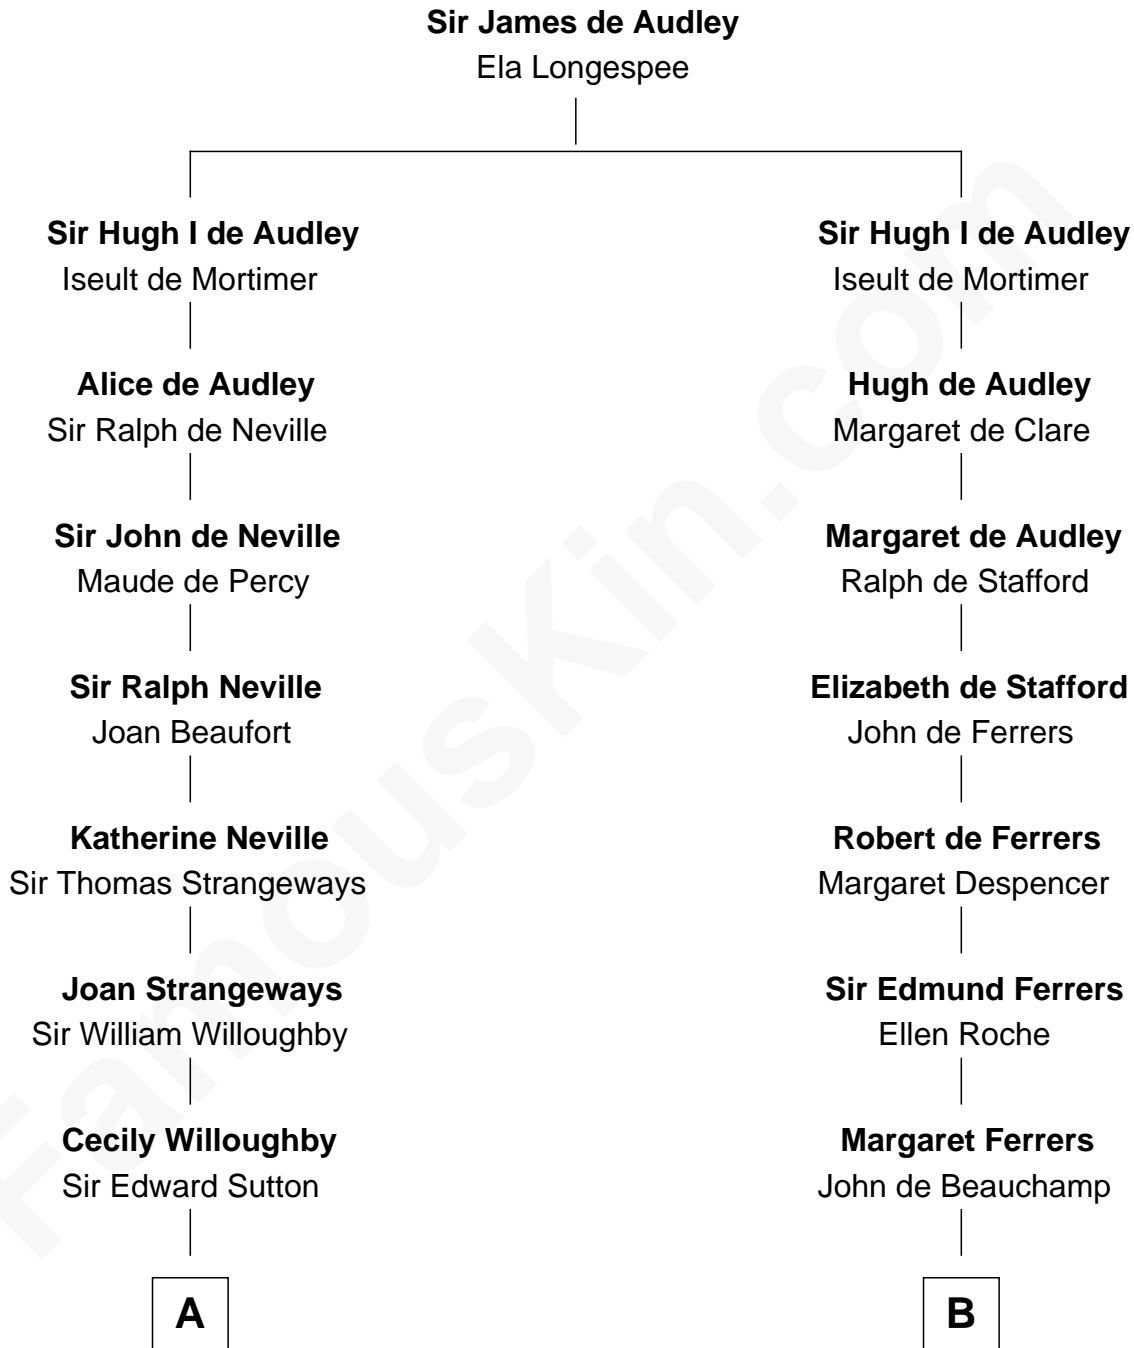 Sir James de Audley
Ela Longespee
Sir Hugh I de Audley
Iseult de Mortimer
Sir Hugh I de Audley
Iseult de Mortimer
Alice de Audley
Sir Ralph de Neville
Hugh de Audley
Margaret de Clare
Sir John de Neville
Maude de Percy
Margaret de Audley
Ralph de Stafford
Sir Ralph Neville
Joan Beaufort
Elizabeth de Stafford
John de Ferrers
Katherine Neville
Sir Thomas Strangeways
Robert de Ferrers
Margaret Despencer
Joan Strangeways
Sir William Willoughby
Sir Edmund Ferrers
Ellen Roche
Cecily Willoughby
Sir Edward Sutton
Margaret Ferrers
John de Beauchamp
A
B
FamousKin.com